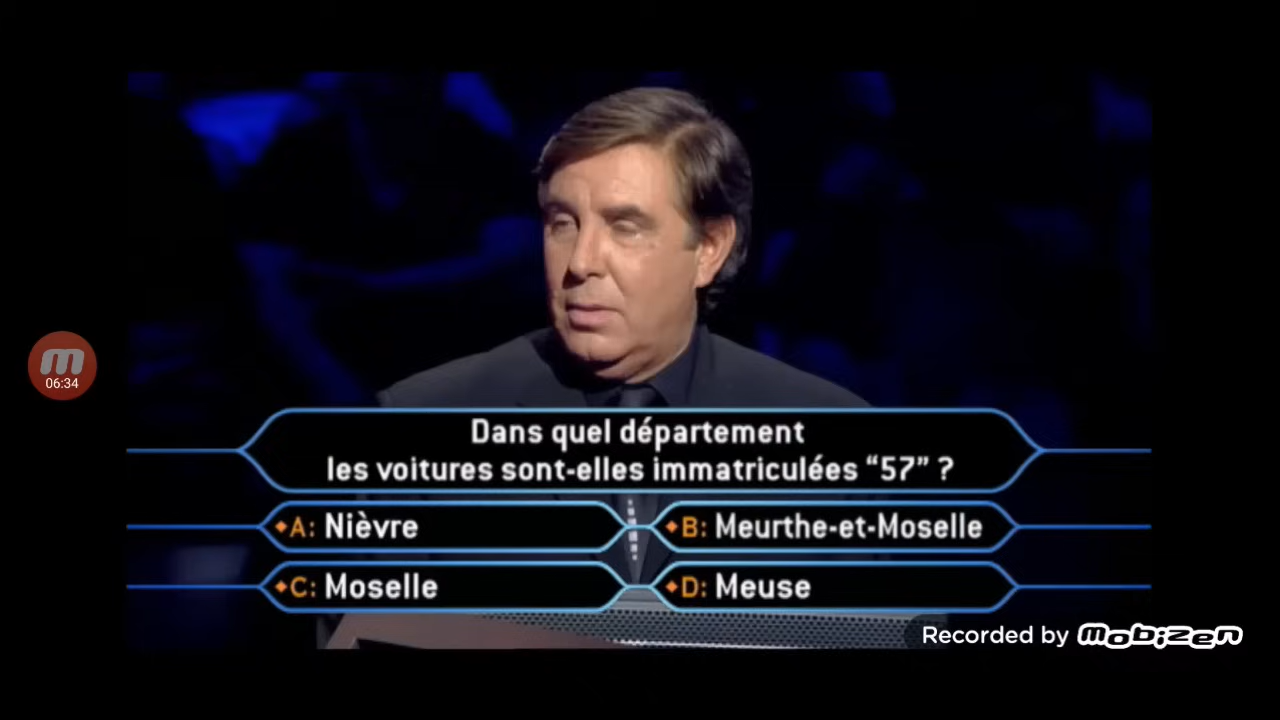 Dans quel département
les voitures sont-elles immatriculées “57” ?
A: Nièvre
B: Meurthe-et-Moselle
C: Moselle
D: Meuse
06:34
Recorded by mobizen